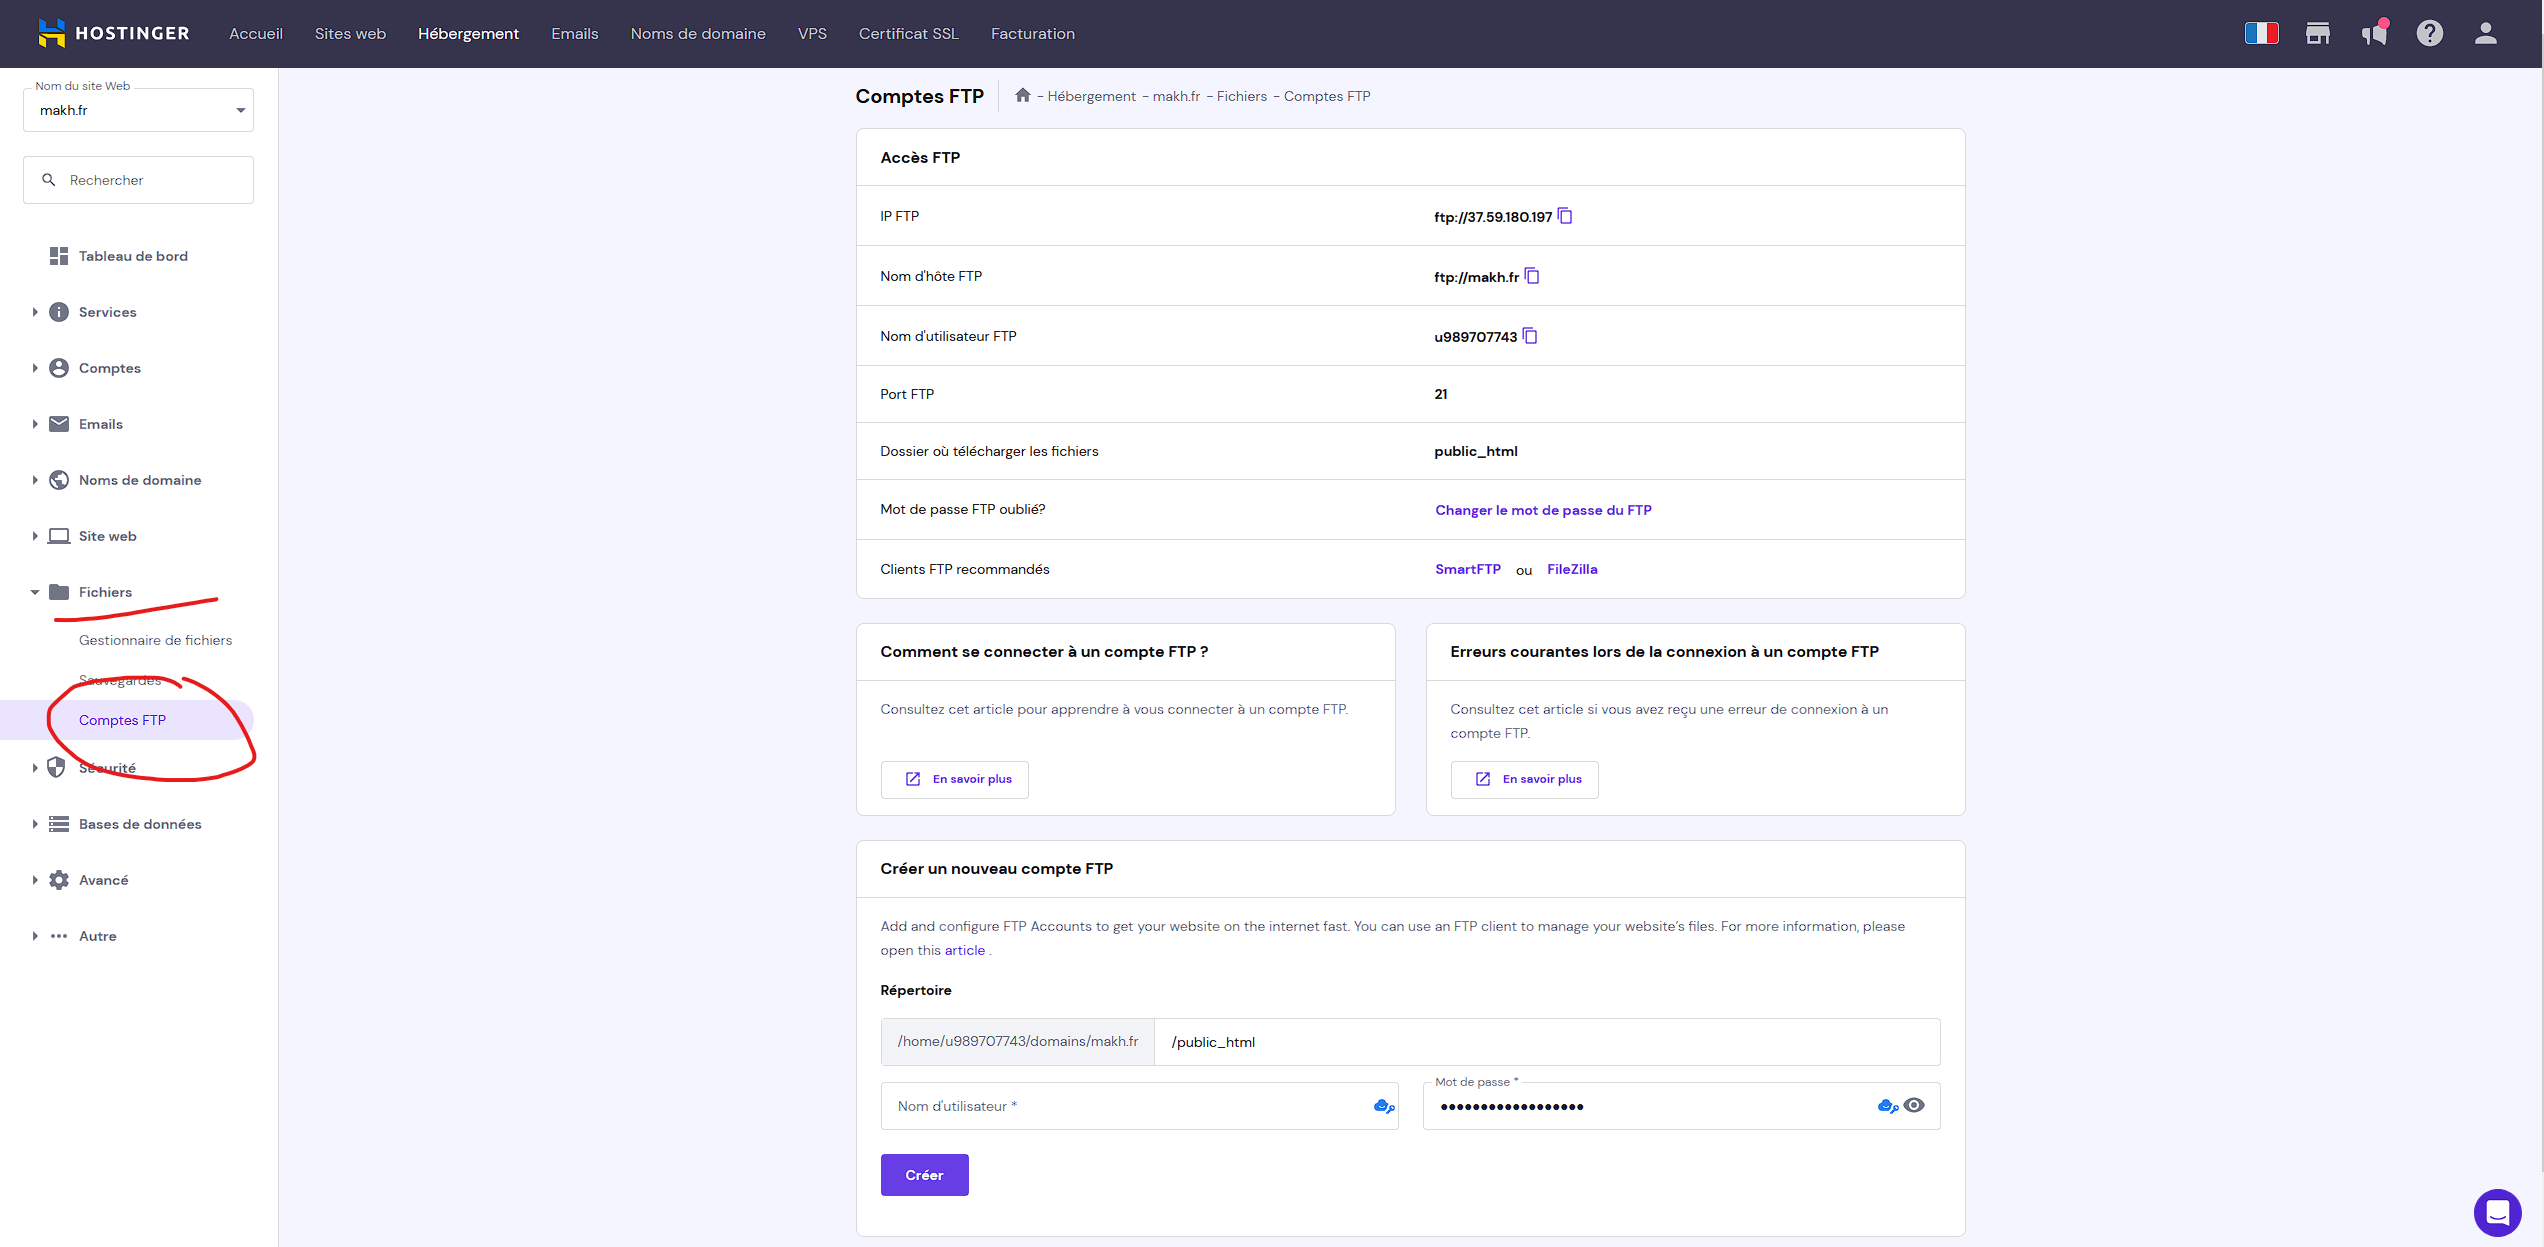 HOSTINGER Accueil Sites web Hébergement Emails Noms de domaine VPS Certificat SSL Facturation
Nom du site Web
makh.fr
Rechercher
Tableau de bord
Services
Comptes
Emails
Noms de domaine
Site web
Fichiers
Gestionnaire de fichiers
Sauvegardes
Comptes FTP
Sécurité
Bases de données
Avancé
Autre
Comptes FTP - Hébergement - makh.fr - Fichiers - Comptes FTP
Accès FTP
IP FTP ftp://37.59.180.197
Nom d'hôte FTP ftp://makh.fr
Nom d'utilisateur FTP u989707743
Port FTP 21
Dossier où télécharger les fichiers public_html
Mot de passe FTP oublié? Changer le mot de passe du FTP
Clients FTP recommandés SmartFTP ou FileZilla
Comment se connecter à un compte FTP ?
Consultez cet article pour apprendre à vous connecter à un compte FTP.
En savoir plus
Erreurs courantes lors de la connexion à un compte FTP
Consultez cet article si vous avez reçu une erreur de connexion à un
compte FTP.
En savoir plus
Créer un nouveau compte FTP
Add and configure FTP Accounts to get your website on the internet fast. You can use an FTP client to manage your website's files. For more information, please
open this article .
Répertoire
/home/u989707743/domains/makh.fr /public_html
Nom d'utilisateur *
Mot de passe *
••••••••••••••••••
Créer